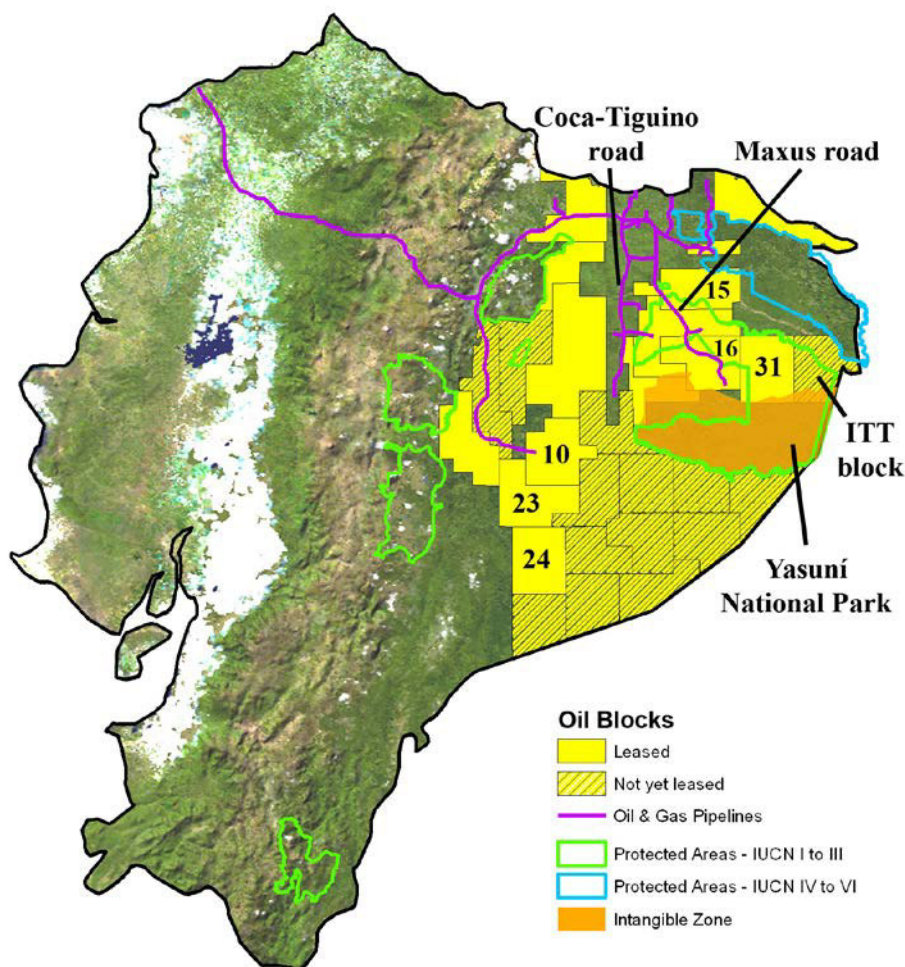 Coca-Tiguino
road
Maxus road
15
16
31
ITT
block
10
23
24
Yasuní
National Park
Oil Blocks
Leased
Not yet leased
Oil & Gas Pipelines
Protected Areas - IUCN I to III
Protected Areas - IUCN IV to VI
Intangible Zone